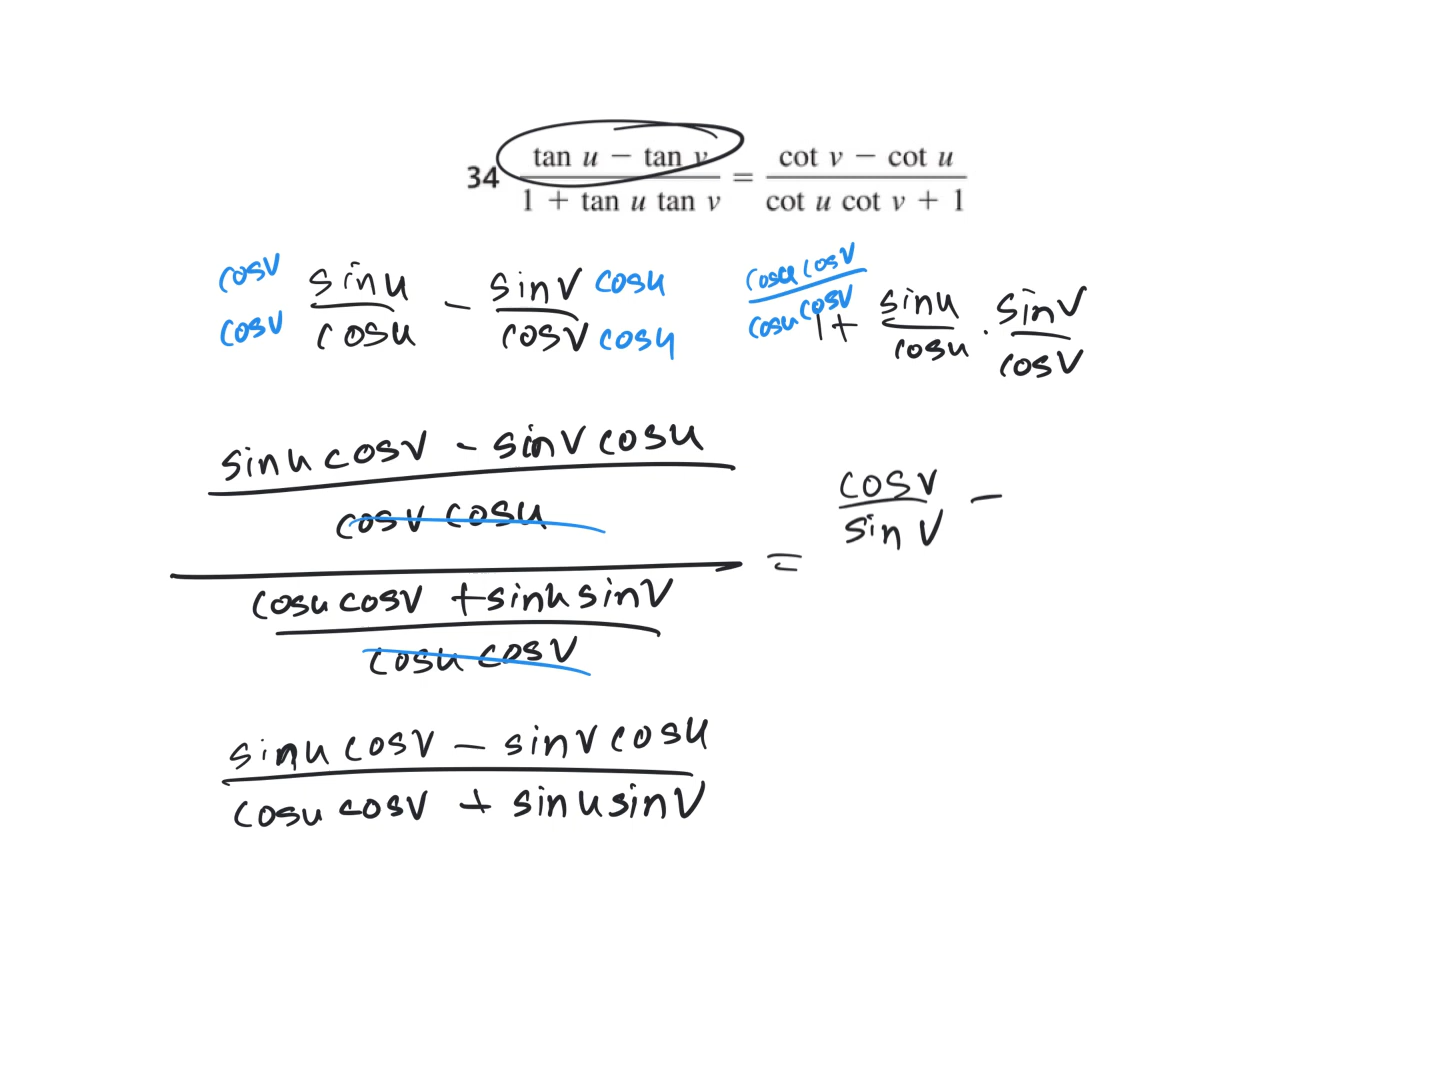 34 (tan u − tan v)/(1 + tan u tan v) = (cot v − cot u)/(cot u cot v + 1)
cosv/cosv sinu/cosu - sinv/cosv cosu/cosu    cosu cosv/cosu cosv 1+ sinu/cosu · sinv/cosv
sinu cosv - sinv cosu
cosv cosu
= cosv/sinv -
cosu cosv + sinu sinv
cosu cosv
sinu cosv - sinv cosu
cosu cosv + sinu sinv